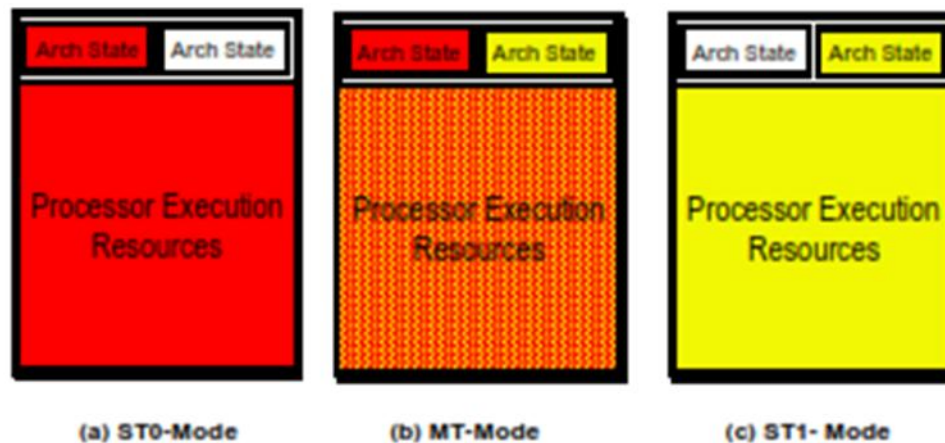 Arch State Arch State
Processor Execution
Resources
(a) ST0-Mode
Arch State Arch State
Processor Execution
Resources
(b) MT-Mode
Arch State Arch State
Processor Execution
Resources
(c) ST1- Mode